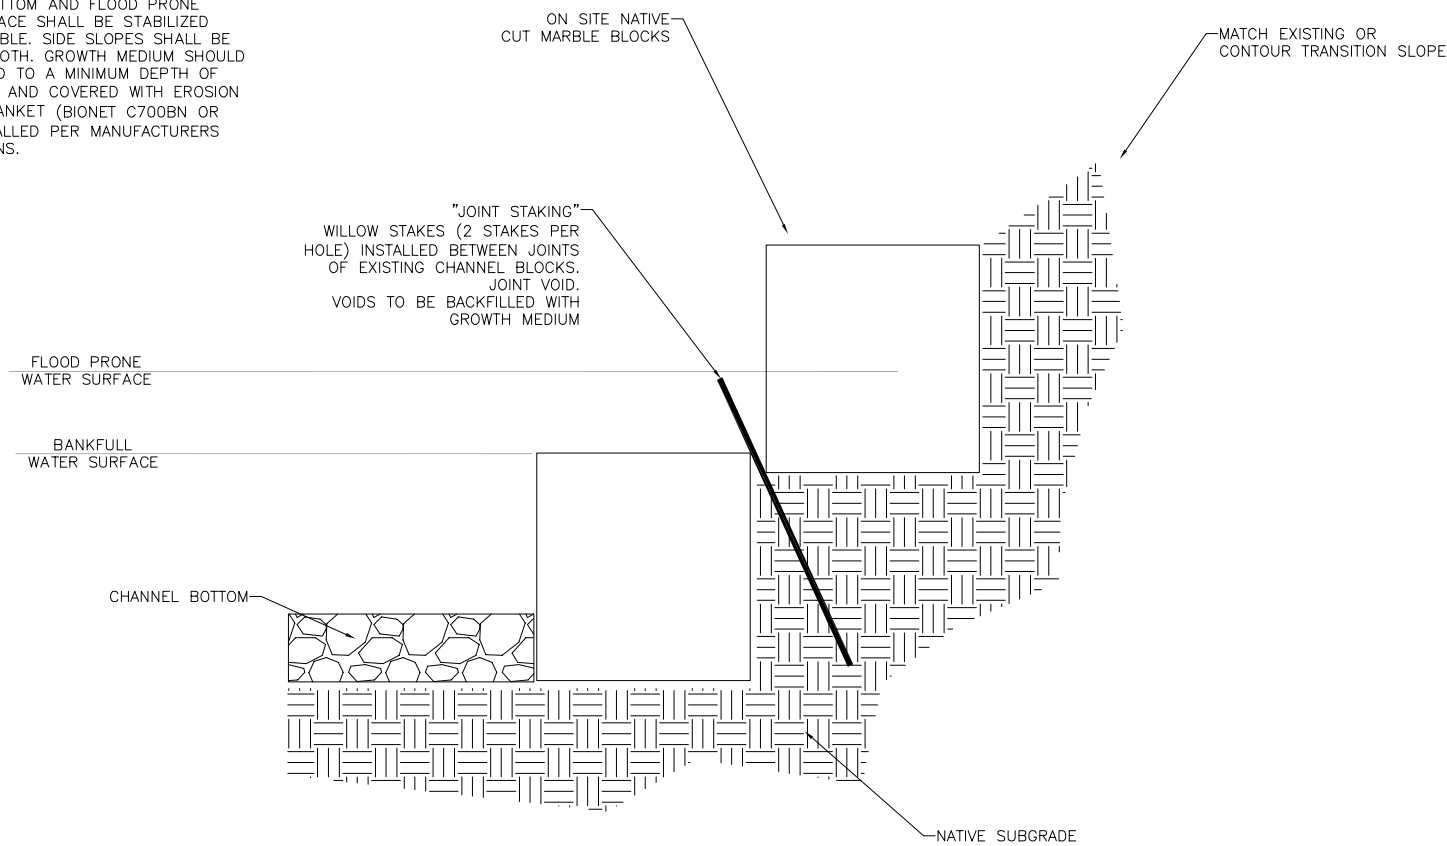 TTOM AND FLOOD PRONE
ACE SHALL BE STABILIZED
BLE. SIDE SLOPES SHALL BE
OTH. GROWTH MEDIUM SHOULD
D TO A MINIMUM DEPTH OF
AND COVERED WITH EROSION
ANKET (BIONET C700BN OR
ALLED PER MANUFACTURERS
NS.
ON SITE NATIVE
CUT MARBLE BLOCKS
MATCH EXISTING OR
CONTOUR TRANSITION SLOPE
"JOINT STAKING"
WILLOW STAKES (2 STAKES PER
HOLE) INSTALLED BETWEEN JOINTS
OF EXISTING CHANNEL BLOCKS.
JOINT VOID.
VOIDS TO BE BACKFILLED WITH
GROWTH MEDIUM
FLOOD PRONE
WATER SURFACE
BANKFULL
WATER SURFACE
CHANNEL BOTTOM
NATIVE SUBGRADE